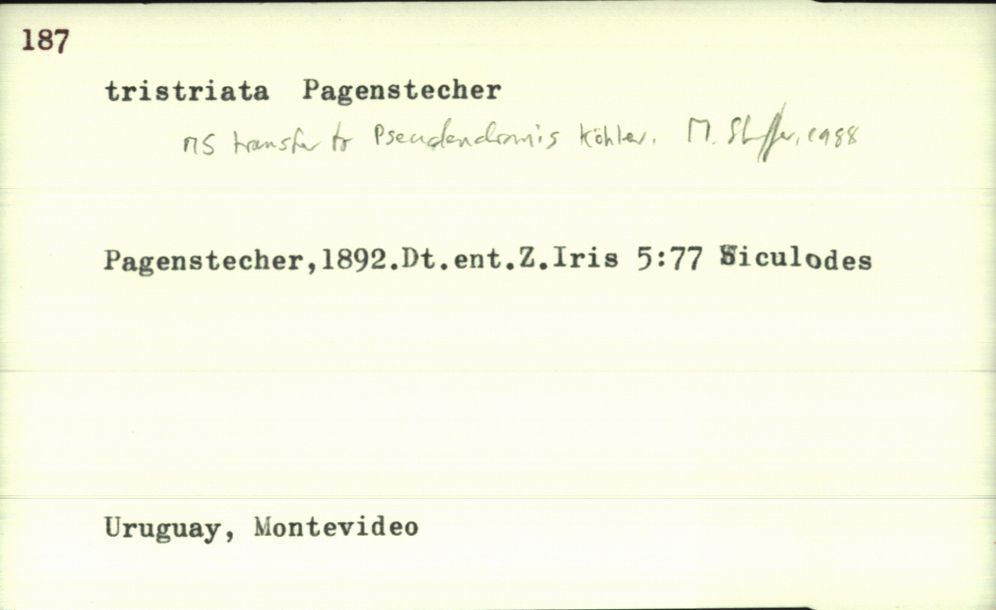 187
tristriata Pagenstecher
MS transfer to Pseudendromis Köhler. M. Shaffer, 1988
Pagenstecher,1892.Dt.ent.Z.Iris 5:77 Siculodes
Uruguay, Montevideo